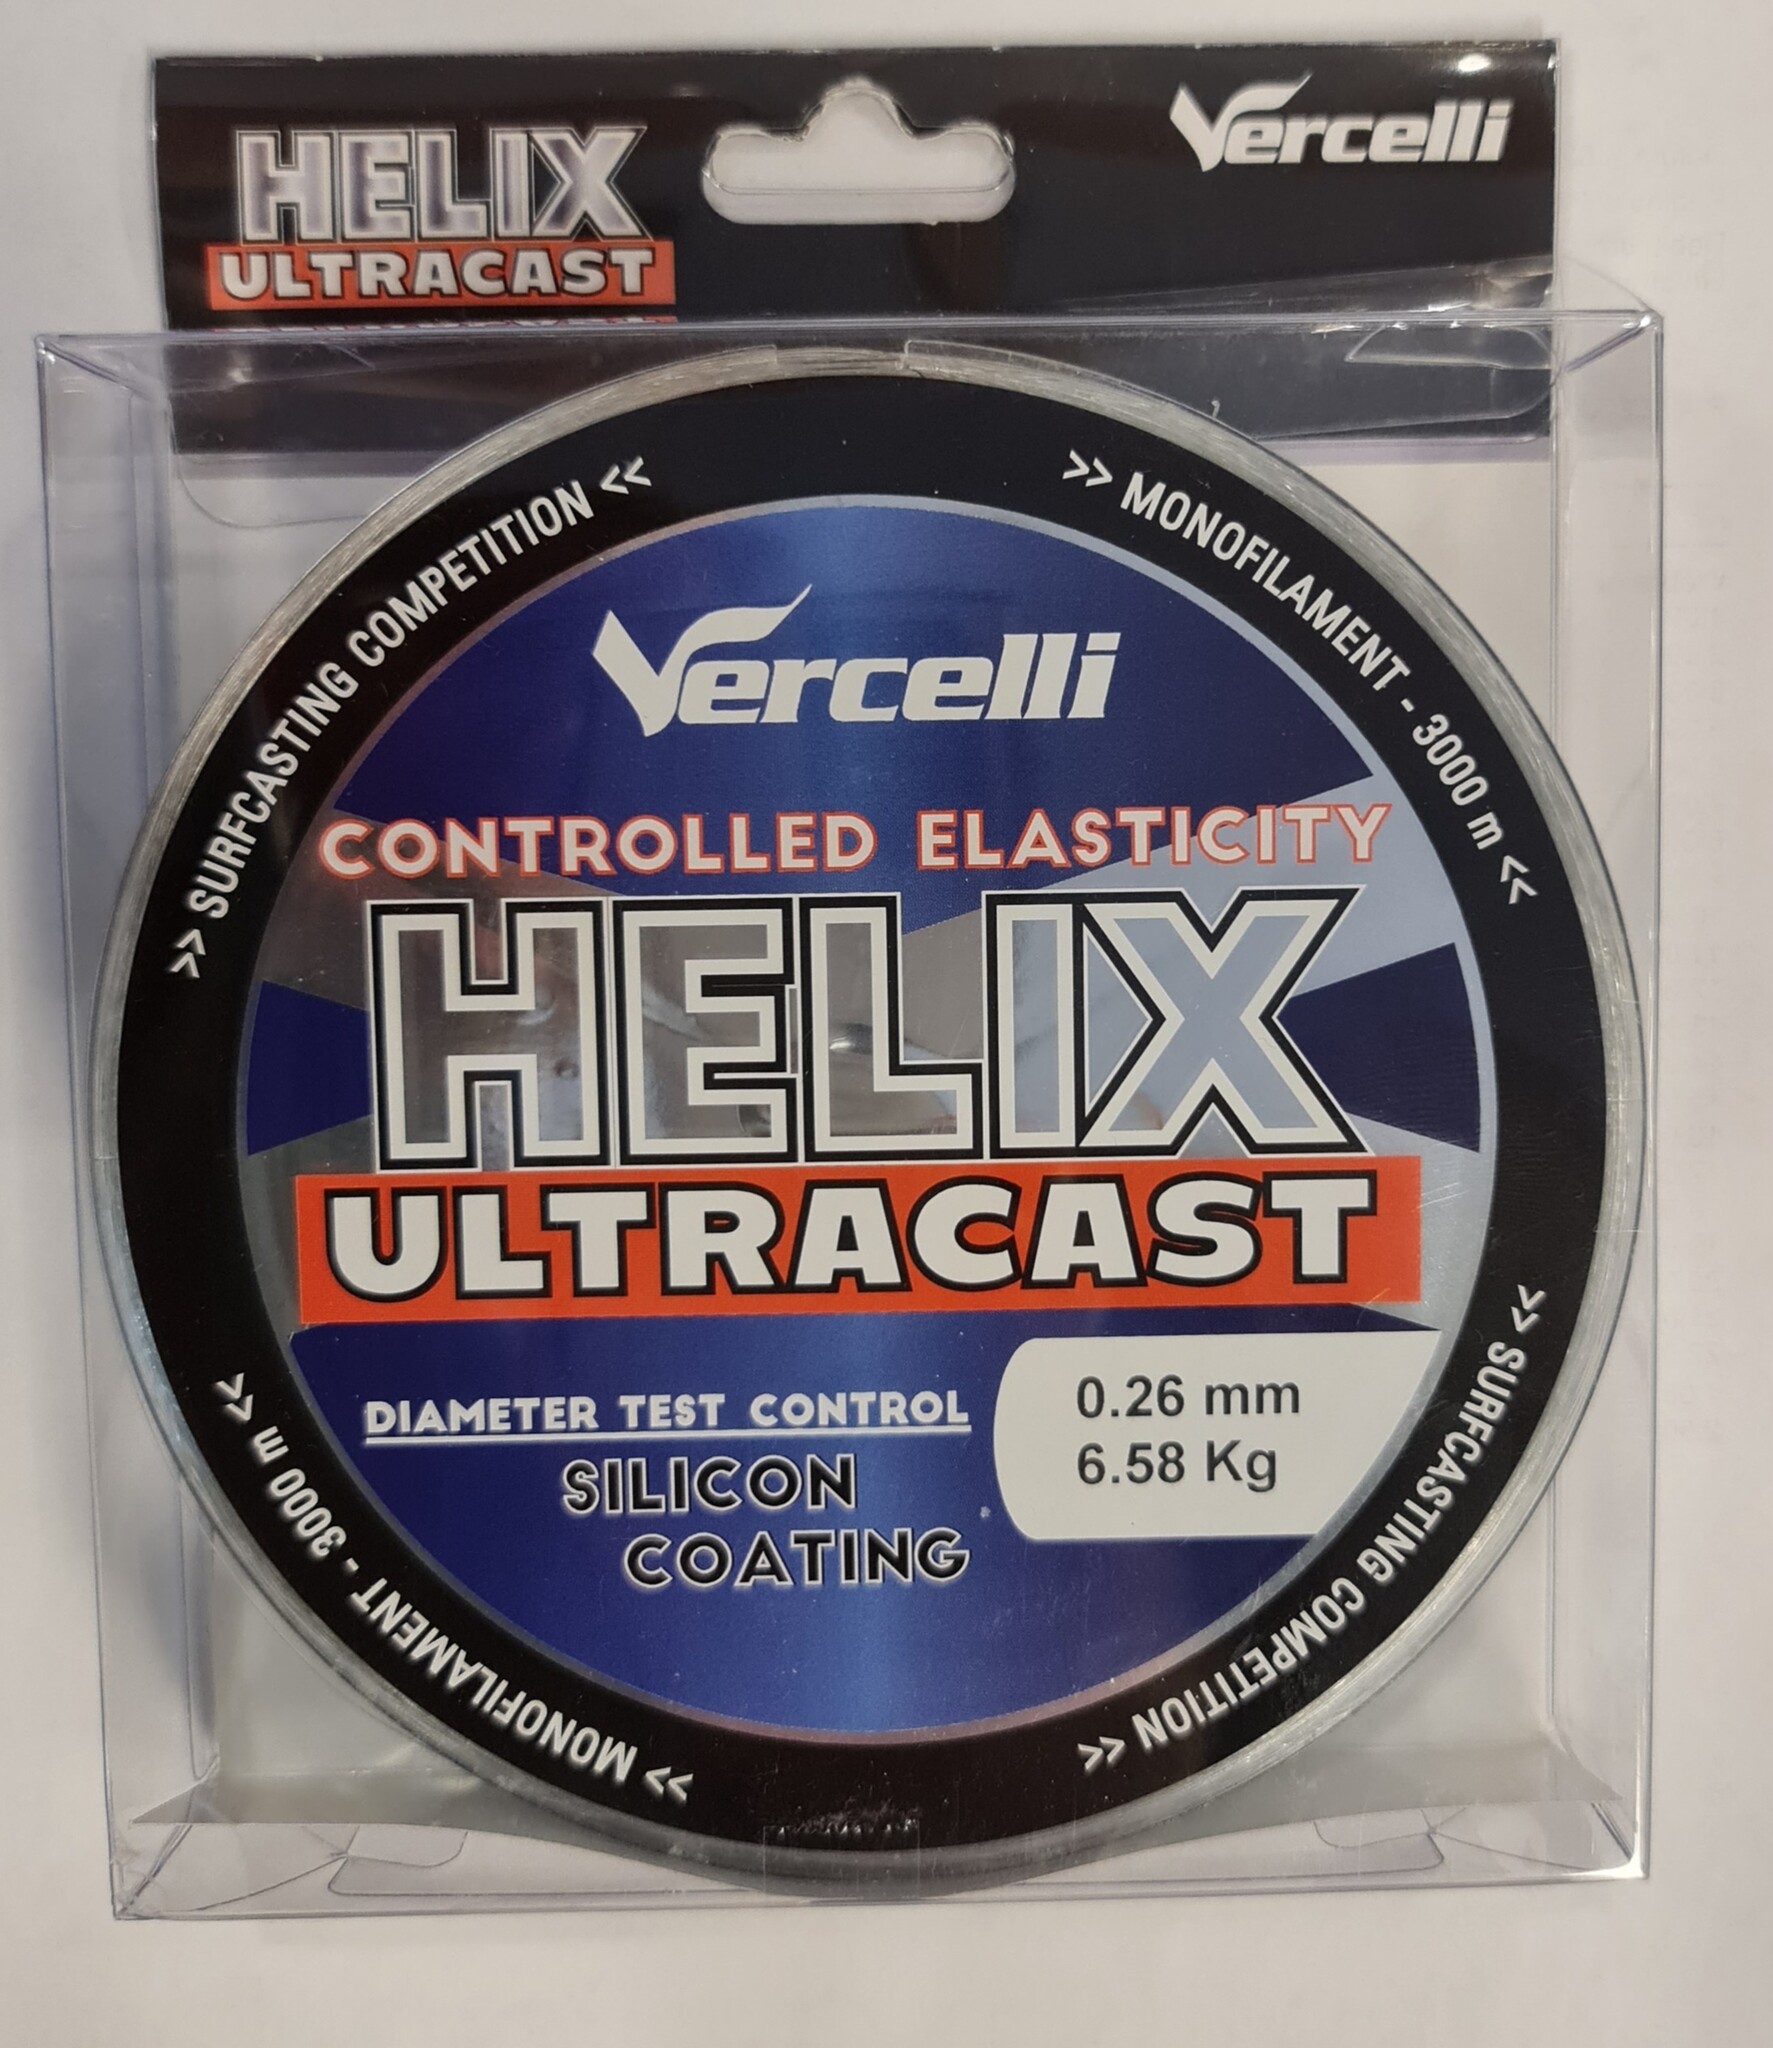 HELIX
ULTRACAST
Vercelli
>> SURFCASTING COMPETITION <<
>> MONOFILAMENT - 3000 m <<
Vercelli
CONTROLLED ELASTICITY
HELIX
ULTRACAST
DIAMETER TEST CONTROL
SILICON
COATING
0.26 mm
6.58 Kg
>> MONOFILAMENT - 3000 m <<
>> SURFCASTING COMPETITION <<